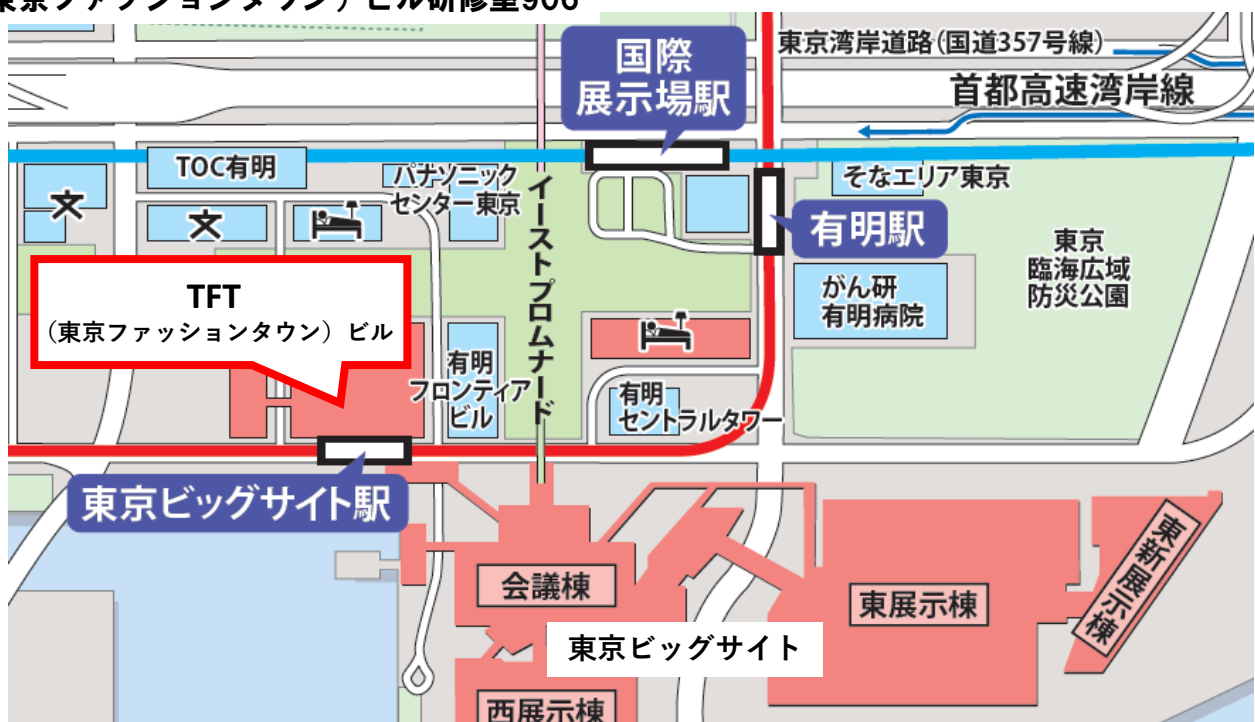 東京ファッションタウン）ビル研修室906
国際
展示場駅
東京湾岸道路（国道357号線）
首都高速湾岸線
TOC有明
パナソニック
センター東京
イーストプロムナード
そなエリア東京
有明駅
東京
臨海広域
防災公園
がん研
有明病院
文
文
TFT
（東京ファッションタウン）ビル
有明
フロンティア
ビル
有明
セントラルタワー
東京ビッグサイト駅
会議棟
東展示棟
東新展示棟
東京ビッグサイト
西展示棟